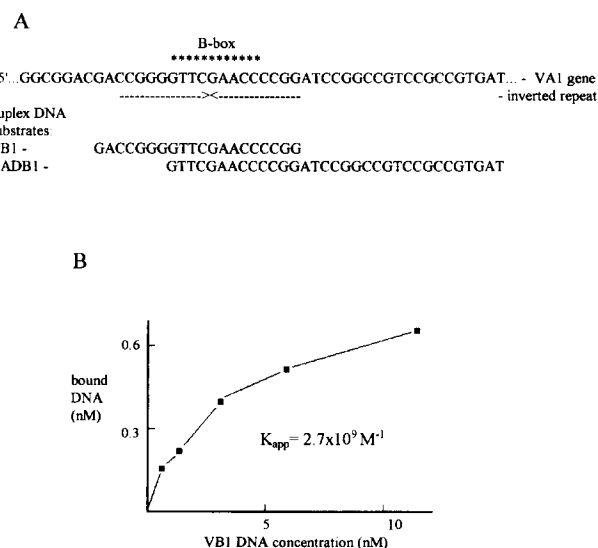 A
B-box
**********
5'...GGCGGACGACCGGGGTTCGAACCCCGGATCCGGCCGTCCGCCGTGAT... - VA1 gene
----------------><---------------- - inverted repeat
uplex DNA
ubstrates
B1 - GACCGGGGTTCGAACCCCGG
ADB1 - GTTCGAACCCCGGATCCGGCCGTCCGCCGTGAT
B
0.6
bound
DNA
(nM)
0.3
Kapp= 2.7x10⁹ M⁻¹
5
10
VB1 DNA concentration (nM)